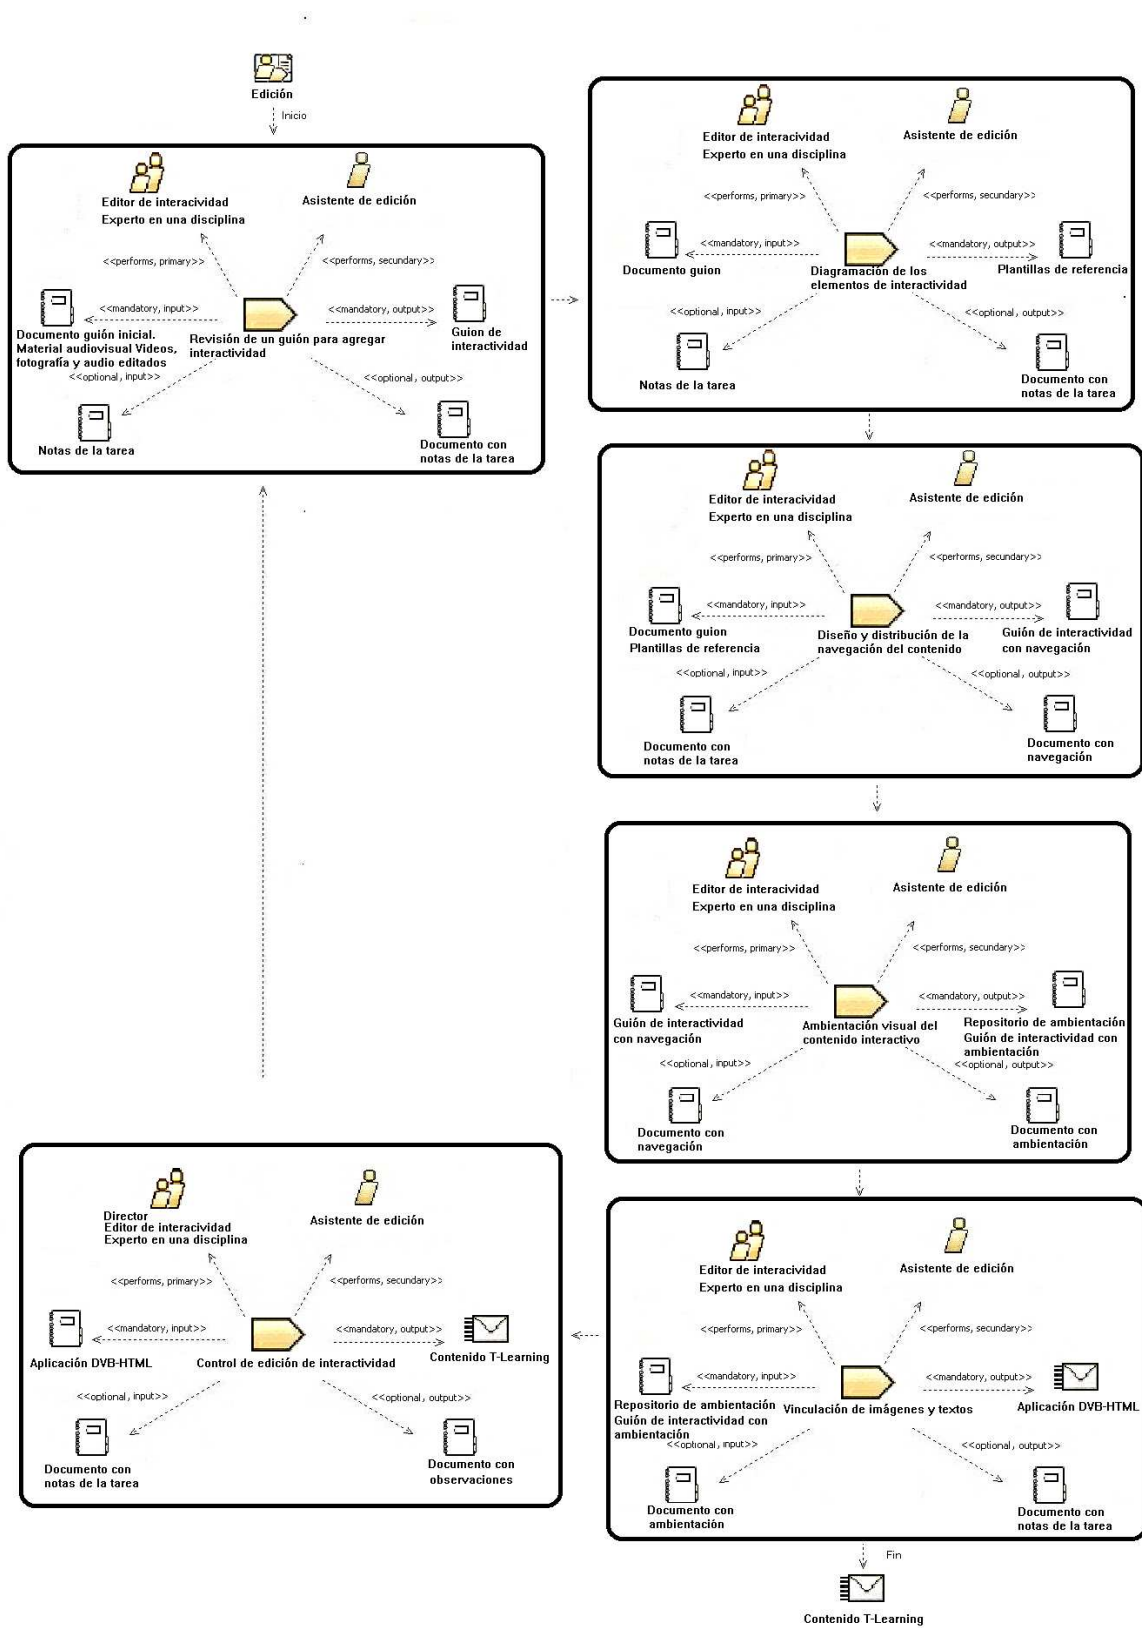 Edición
Inicio
Editor de interacividad
Experto en una disciplina
Asistente de edición
<<performs, primary>>
<<performs, secundary>>
<<mandatory, input>>
<<mandatory, output>>
Documento guión inicial.
Material audiovisual Videos,
fotografía y audio editados
Revisión de un guión para agregar
interactividad
Guion de
interactividad
<<optional, input>>
<<optional, output>>
Notas de la tarea
Documento con
notas de la tarea
Editor de interacividad
Experto en una disciplina
Asistente de edición
<<performs, primary>>
<<performs, secundary>>
<<mandatory, input>>
<<mandatory, output>>
Documento guion
Diagramación de los
elementos de interactividad
Plantillas de referencia
<<optional, input>>
<<optional, output>>
Notas de la tarea
Documento con
notas de la tarea
Editor de interacividad
Experto en una disciplina
Asistente de edición
<<performs, primary>>
<<performs, secundary>>
<<mandatory, input>>
<<mandatory, output>>
Documento guion
Plantillas de referencia
Diseño y distribución de la
navegación del contenido
Guión de interactividad
con navegación
<<optional, input>>
<<optional, output>>
Documento con
notas de la tarea
Documento con
navegación
Editor de interacividad
Experto en una disciplina
Asistente de edición
<<performs, primary>>
<<performs, secundary>>
<<mandatory, input>>
<<mandatory, output>>
Guión de interactividad
con navegación
Ambientación visual del
contenido interactivo
Repositorio de ambientación
Guión de interactividad con
ambientación
<<optional, input>>
<<optional, output>>
Documento con
navegación
Documento con
ambientación
Director
Editor de interacividad
Experto en una disciplina
Asistente de edición
<<performs, primary>>
<<performs, secundary>>
<<mandatory, input>>
<<mandatory, output>>
Aplicación DVB-HTML
Control de edición de interactividad
Contenido T-Learning
<<optional, input>>
<<optional, output>>
Documento con
notas de la tarea
Documento con
observaciones
Editor de interacividad
Experto en una disciplina
Asistente de edición
<<performs, primary>>
<<performs, secundary>>
<<mandatory, input>>
<<mandatory, output>>
Repositorio de ambientación
Guión de interactividad con
ambientación
Vinculación de imágenes y textos
Aplicación DVB-HTML
<<optional, input>>
<<optional, output>>
Documento con
ambientación
Documento con
notas de la tarea
Fin
Contenido T-Learning